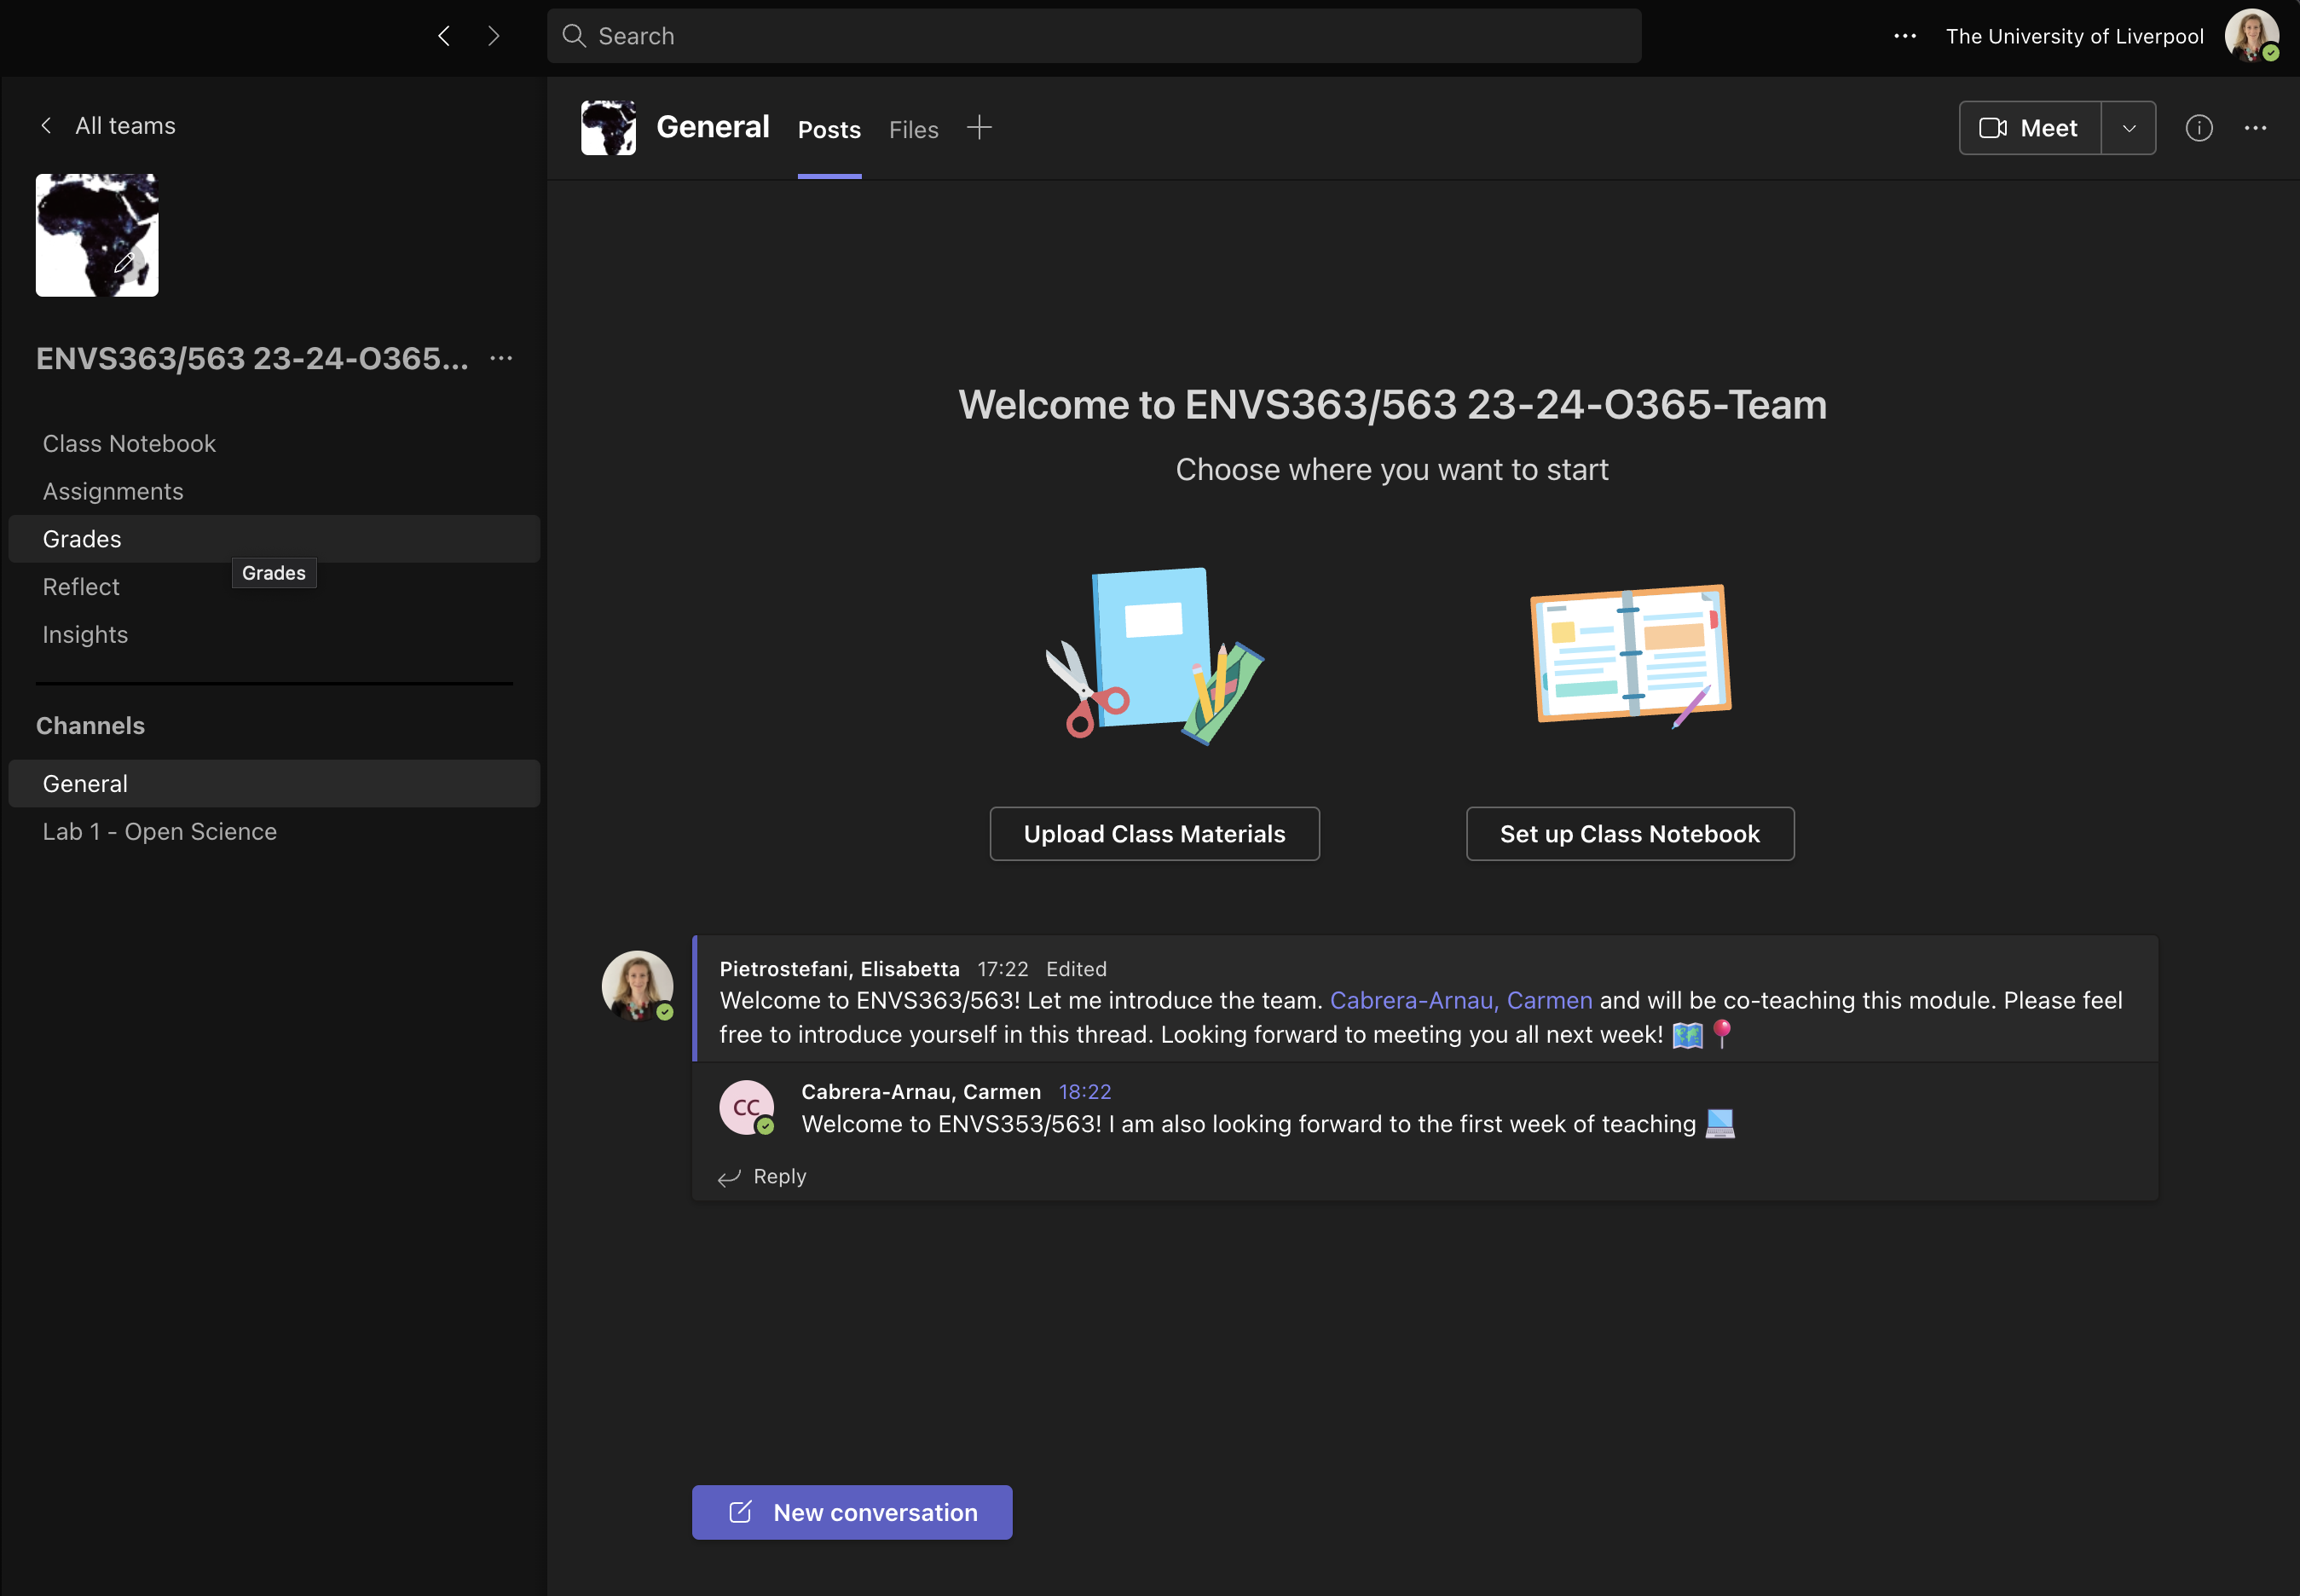 Search
The University of Liverpool
All teams
ENVS363/563 23-24-O365...
Class Notebook
Assignments
Grades
Grades
Reflect
Insights
Channels
General
Lab 1 - Open Science
General Posts Files
Meet
Welcome to ENVS363/563 23-24-O365-Team
Choose where you want to start
Upload Class Materials
Set up Class Notebook
Pietrostefani, Elisabetta 17:22 Edited
Welcome to ENVS363/563! Let me introduce the team. Cabrera-Arnau, Carmen and will be co-teaching this module. Please feel
free to introduce yourself in this thread. Looking forward to meeting you all next week! 🗺️📍
CC
Cabrera-Arnau, Carmen 18:22
Welcome to ENVS353/563! I am also looking forward to the first week of teaching 💻
Reply
New conversation